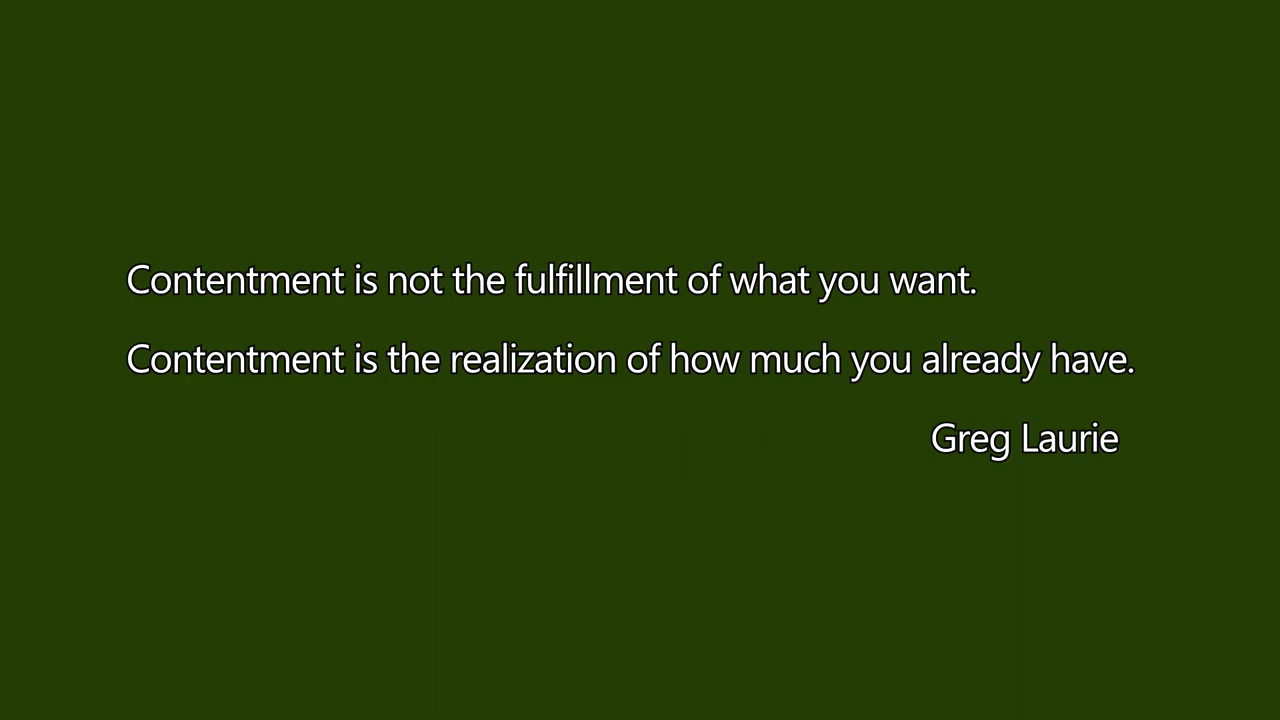 Contentment is not the fulfillment of what you want.
Contentment is the realization of how much you already have.
Greg Laurie